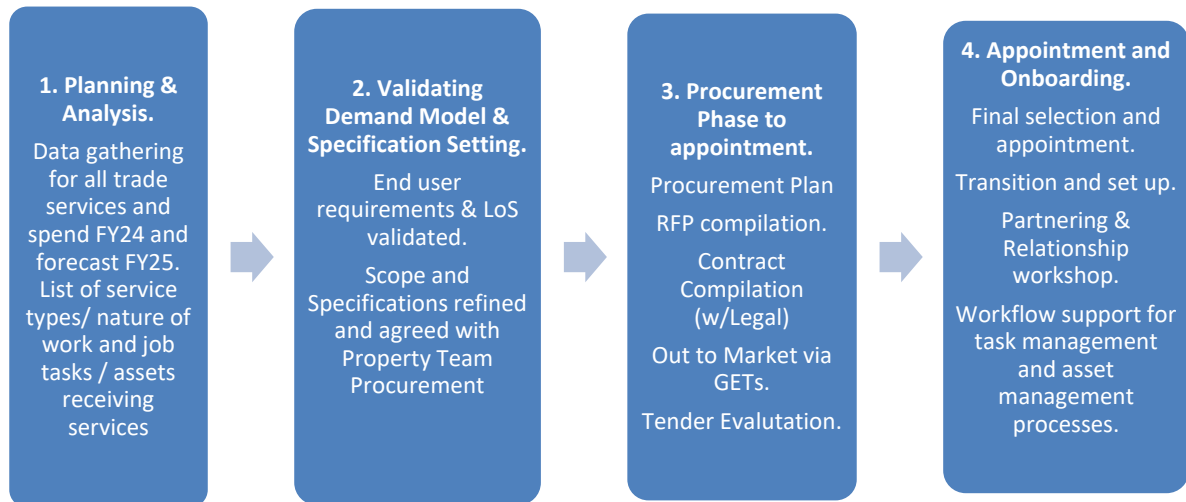 1. Planning &
Analysis.
Data gathering
for all trade
services and
spend FY24 and
forecast FY25.
List of service
types/ nature of
work and job
tasks / assets
receiving
services
2. Validating
Demand Model &
Specification Setting.
End user
requirements & LoS
validated.
Scope and
Specifications refined
and agreed with
Property Team
Procurement
3. Procurement
Phase to
appointment.
Procurement Plan
RFP compilation.
Contract
Compilation
(w/Legal)
Out to Market via
GETs.
Tender Evalutation.
4. Appointment and
Onboarding.
Final selection and
appointment.
Transition and set up.
Partnering &
Relationship
workshop.
Workflow support for
task management
and asset
management
processes.